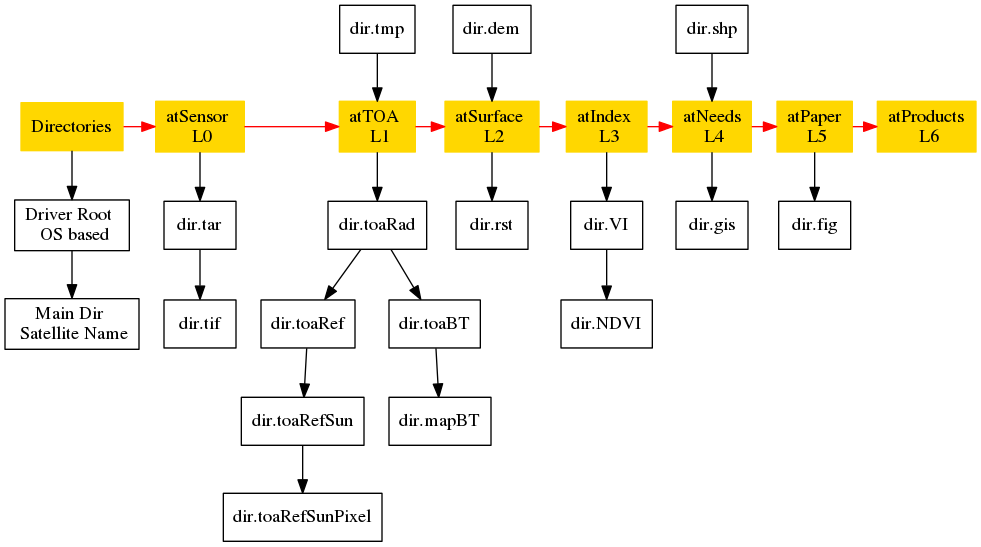 dir.tmp
dir.dem
dir.shp
Directories
atSensor
L0
atTOA
L1
atSurface
L2
atIndex
L3
atNeeds
L4
atPaper
L5
atProducts
L6
Driver Root
OS based
dir.tar
dir.toaRad
dir.rst
dir.VI
dir.gis
dir.fig
Main Dir
Satellite Name
dir.tif
dir.toaRef
dir.toaBT
dir.NDVI
dir.toaRefSun
dir.mapBT
dir.toaRefSunPixel